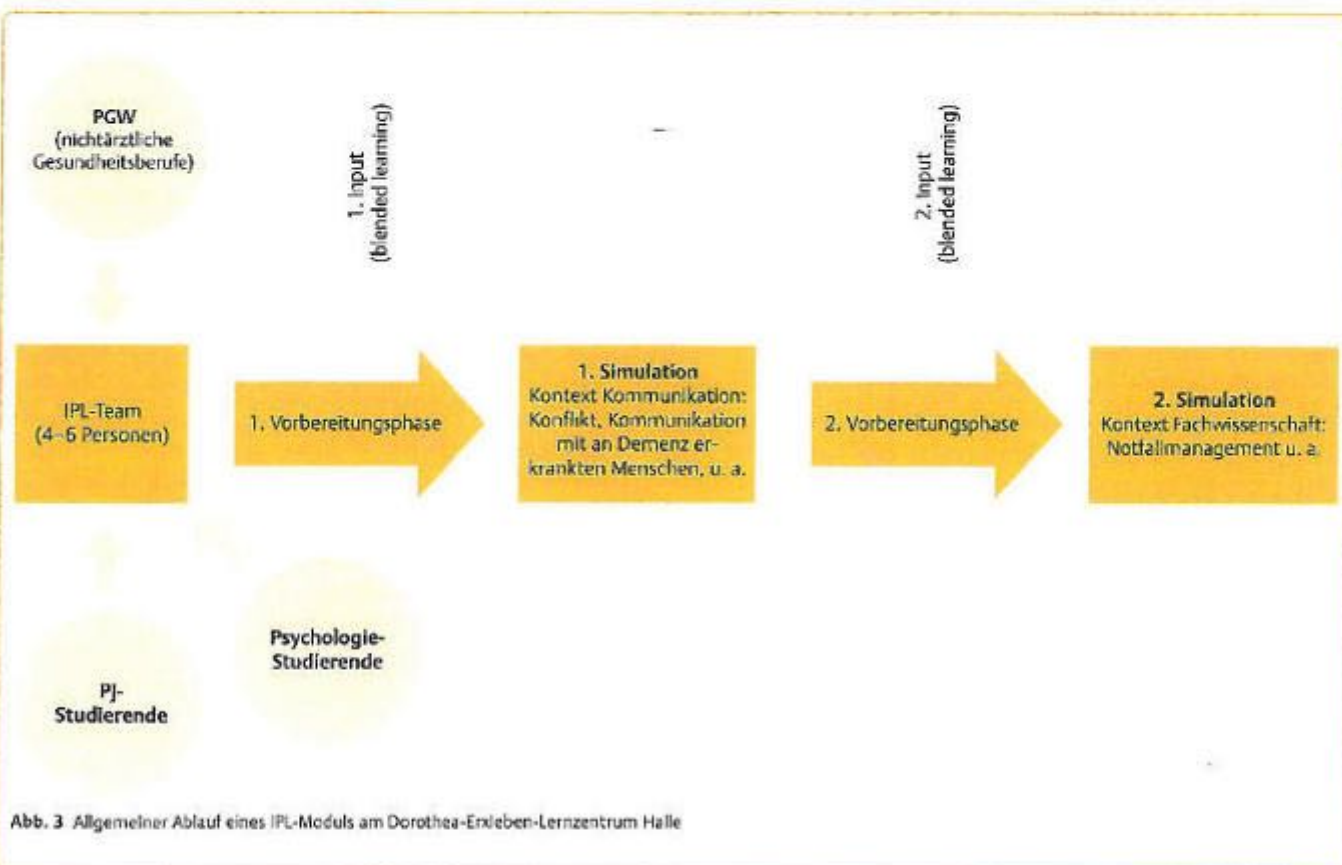 PGW
(nichtärztliche
Gesundheitsberufe)
1. Input
(blended learning)
2. Input
(blended learning)
IPL-Team
(4–6 Personen)
1. Vorbereitungsphase
1. Simulation
Kontext Kommunikation:
Konflikt, Kommunikation
mit an Demenz er-
krankten Menschen, u. a.
2. Vorbereitungsphase
2. Simulation
Kontext Fachwissenschaft:
Notfallmanagement u. a.
Psychologie-
Studierende
PJ-
Studierende
Abb. 3 Allgemeiner Ablauf eines IPL-Moduls am Dorothea-Erxleben-Lernzentrum Halle